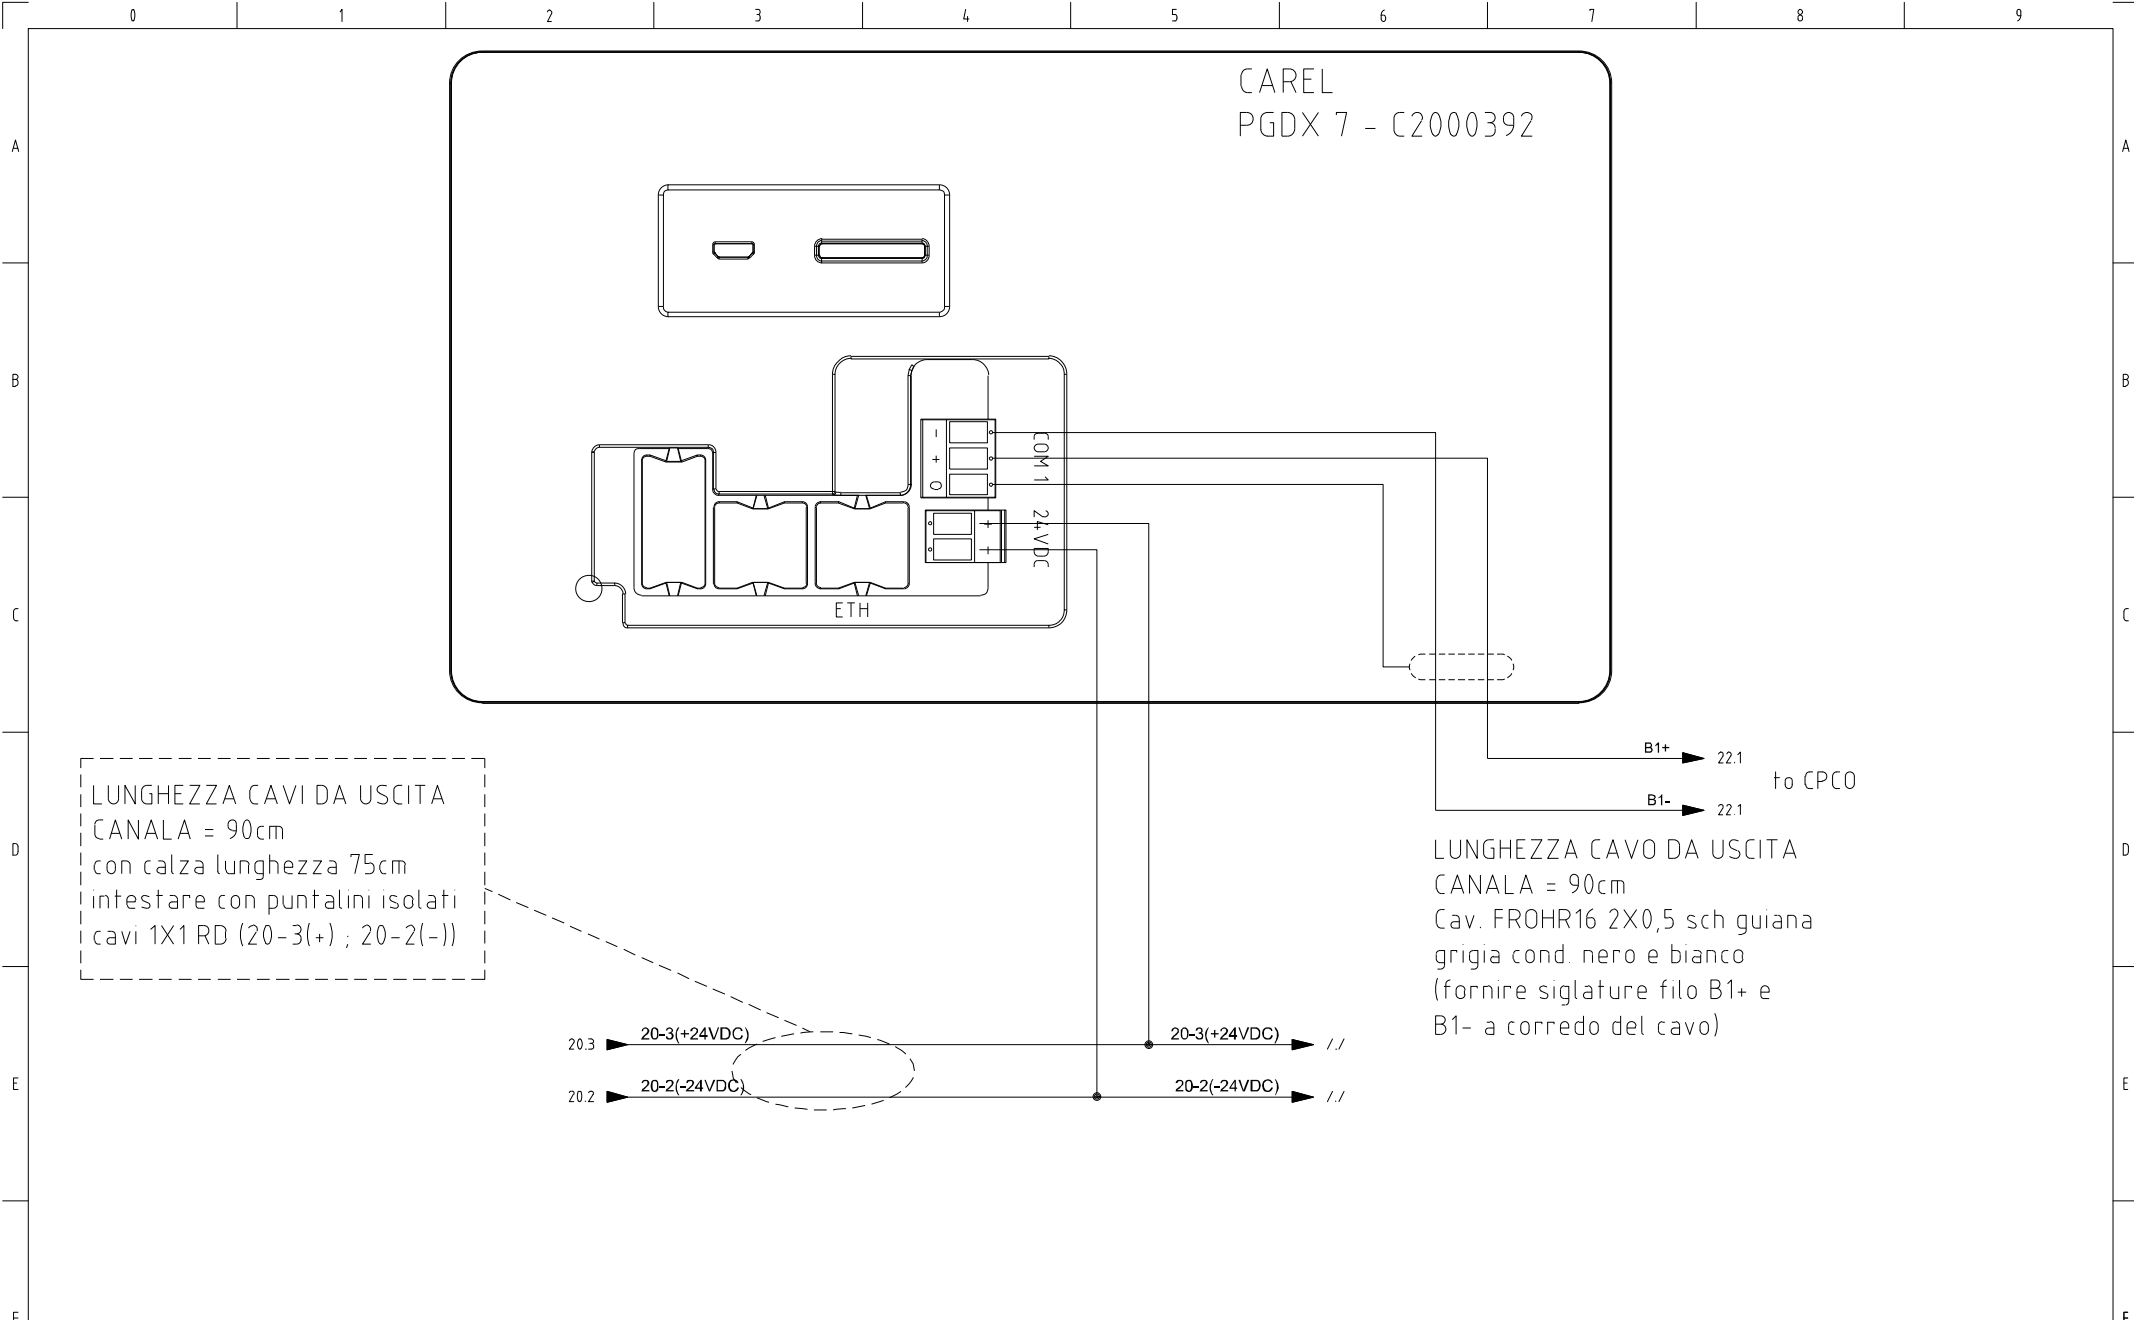 0 1 2 3 4 5 6 7 8 9
CAREL
PGDX 7 - C2000392
A A
B B
- COM 1
+
0
+ 24VDC
-
ETH
C C
B1+ 22.1
to CPCO
B1- 22.1
LUNGHEZZA CAVI DA USCITA
CANALA = 90cm
con calza lunghezza 75cm
intestare con puntalini isolati
cavi 1X1 RD (20-3(+) ; 20-2(-))
D D
LUNGHEZZA CAVO DA USCITA
CANALA = 90cm
Cav. FROHR16 2X0,5 sch guiana
grigia cond. nero e bianco
(fornire siglature filo B1+ e
B1- a corredo del cavo)
20.3 20-3(+24VDC) 20-3(+24VDC) /./
E E
20.2 20-2(-24VDC) 20-2(-24VDC) /./
F F